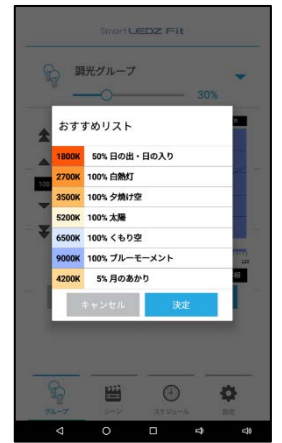 Smart LEDZ Fit
調光グループ
30%
おすすめリスト
1800K 50% 日の出・日の入り
2700K 100% 白熱灯
3500K 100% 夕焼け空
5200K 100% 太陽
6500K 100% くもり空
9000K 100% ブルーモーメント
4200K 5% 月のあかり
キャンセル 決定
グループ シーン スケジュール 設定